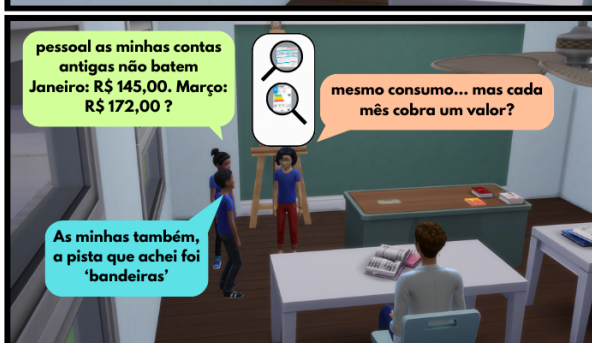 pessoal as minhas contas
antigas não batem
Janeiro: R$ 145,00. Março:
R$ 172,00 ?
mesmo consumo... mas cada
mês cobra um valor?
As minhas também,
a pista que achei foi
‘bandeiras’